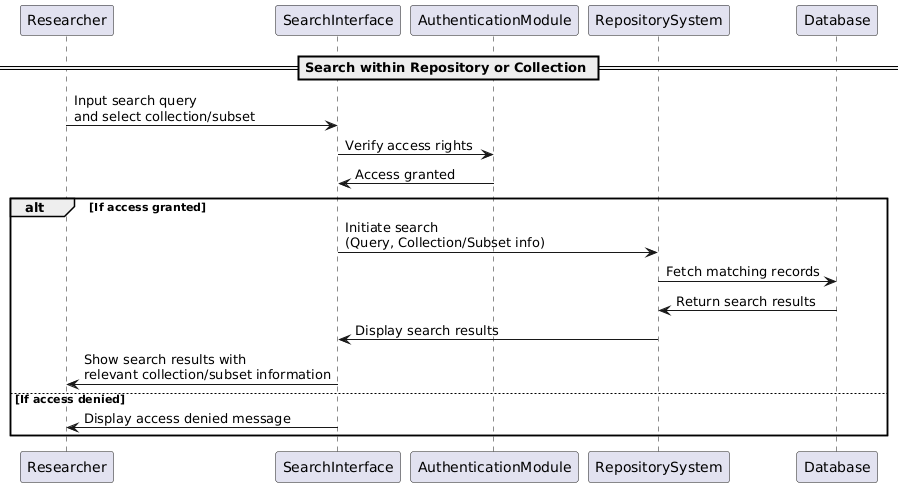 Researcher
SearchInterface
AuthenticationModule
RepositorySystem
Database
Search within Repository or Collection
Input search query
and select collection/subset
Verify access rights
Access granted
alt
[If access granted]
Initiate search
(Query, Collection/Subset info)
Fetch matching records
Return search results
Display search results
Show search results with
relevant collection/subset information
[If access denied]
Display access denied message
Researcher
SearchInterface
AuthenticationModule
RepositorySystem
Database